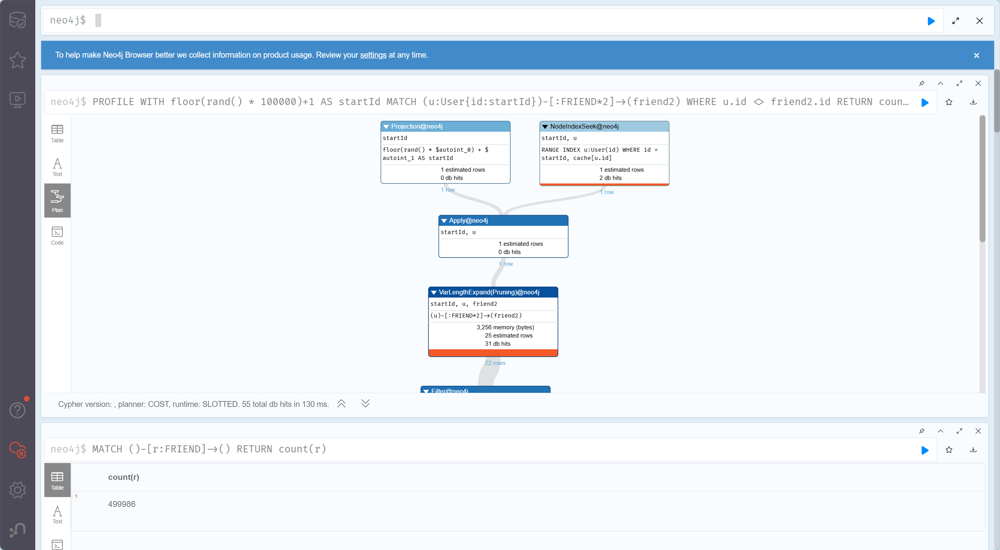 neo4j$
To help make Neo4j Browser better we collect information on product usage. Review your settings at any time.
neo4j$ PROFILE WITH floor(rand() * 100000)+1 AS startId MATCH (u:User{id:startId})-[:FRIEND*2]->(friend2) WHERE u.id <> friend2.id RETURN coun…
Table
Text
Plan
Code
Projection@neo4j
startId
floor(rand() * $autoint_0) + $
autoint_1 AS startId
1 estimated rows
0 db hits
1 row
NodeIndexSeek@neo4j
startId, u
RANGE INDEX u:User(id) WHERE id =
startId, cache[u.id]
1 estimated rows
2 db hits
1 row
Apply@neo4j
startId, u
1 estimated rows
0 db hits
1 row
VarLengthExpand(Pruning)@neo4j
startId, u, friend2
(u)-[:FRIEND*2]->(friend2)
3,256 memory (bytes)
25 estimated rows
31 db hits
22 rows
Filter@neo4j
Cypher version: , planner: COST, runtime: SLOTTED. 55 total db hits in 130 ms.
neo4j$ MATCH ()-[r:FRIEND]->() RETURN count(r)
Table
Text
count(r)
1
499986